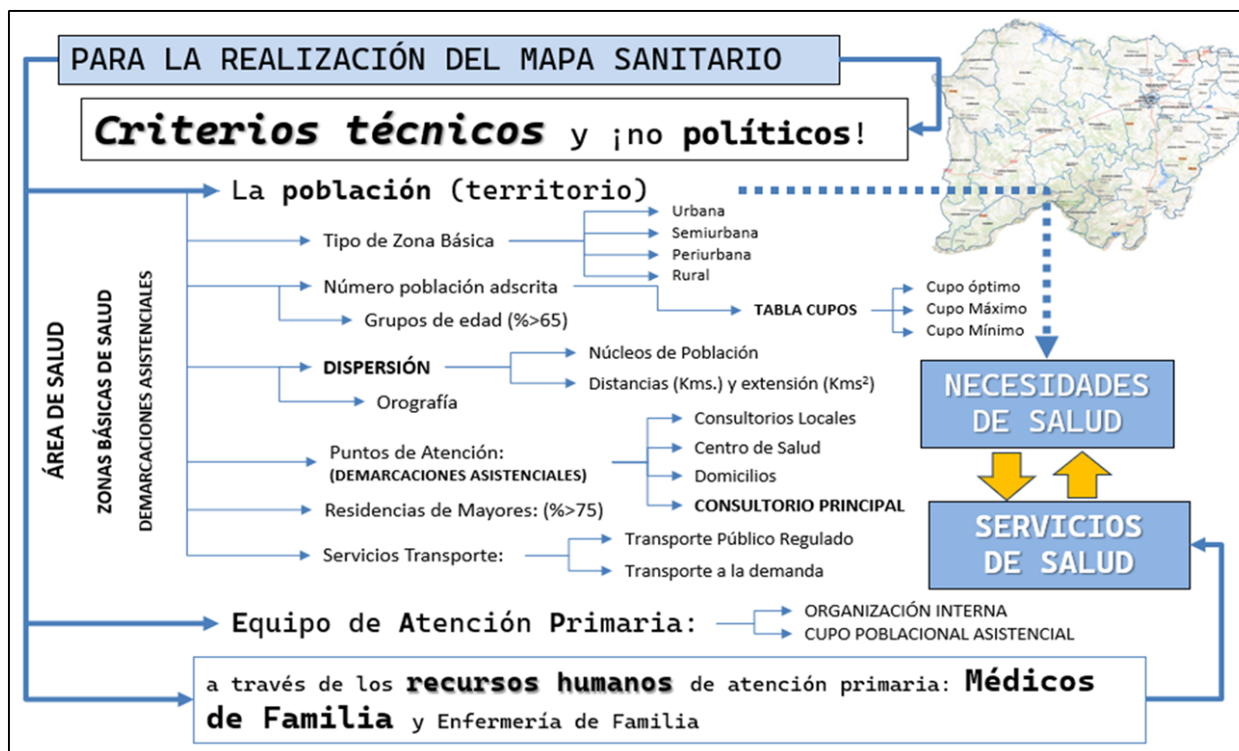 PARA LA REALIZACIÓN DEL MAPA SANITARIO
Criterios técnicos y ¡no políticos!
La población (territorio)
Tipo de Zona Básica
Urbana
Semiurbana
Periurbana
Rural
Número población adscrita
TABLA CUPOS
Cupo óptimo
Cupo Máximo
Cupo Mínimo
Grupos de edad (%>65)
DISPERSIÓN
Núcleos de Población
Distancias (Kms.) y extensión (Kms²)
Orografía
Puntos de Atención:
(DEMARCACIONES ASISTENCIALES)
Consultorios Locales
Centro de Salud
Domicilios
CONSULTORIO PRINCIPAL
Residencias de Mayores: (%>75)
Servicios Transporte:
Transporte Público Regulado
Transporte a la demanda
ÁREA DE SALUD
ZONAS BÁSICAS DE SALUD
DEMARCACIONES ASISTENCIALES
NECESIDADES
DE SALUD
SERVICIOS
DE SALUD
Equipo de Atención Primaria:
ORGANIZACIÓN INTERNA
CUPO POBLACIONAL ASISTENCIAL
a través de los recursos humanos de atención primaria: Médicos
de Familia y Enfermería de Familia